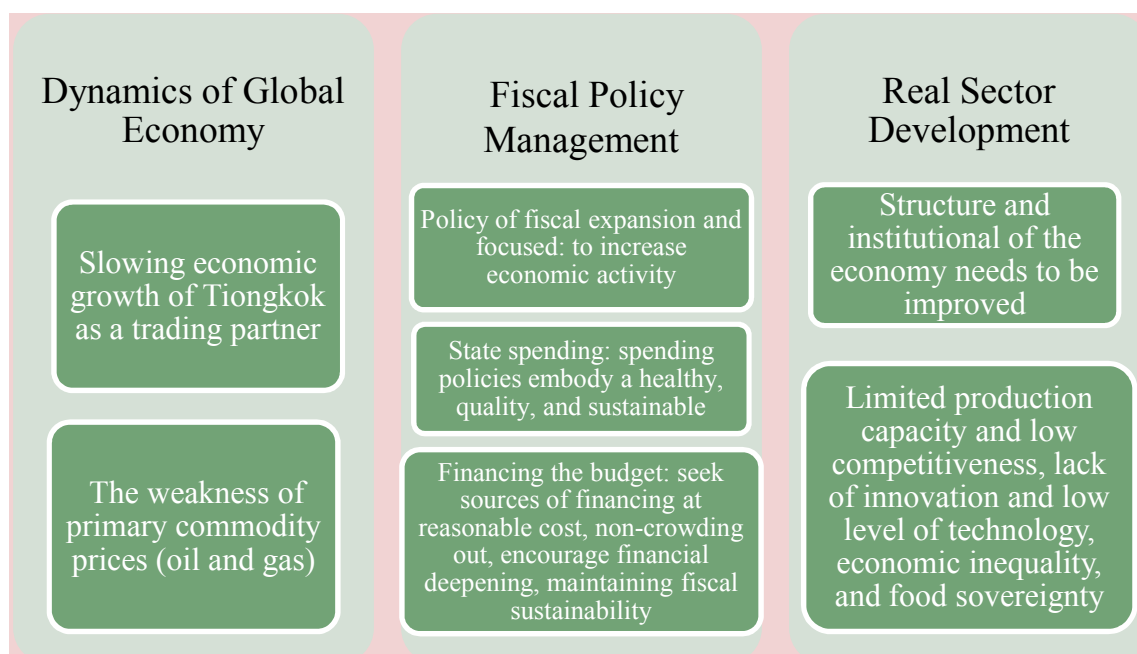 Dynamics of Global
Economy
Slowing economic
growth of Tiongkok
as a trading partner
The weakness of
primary commodity
prices (oil and gas)
Fiscal Policy
Management
Policy of fiscal expansion and
focused: to increase
economic activity
State spending: spending
policies embody a healthy,
quality, and sustainable
Financing the budget: seek
sources of financing at
reasonable cost, non-crowding
out, encourage financial
deepening, maintaining fiscal
sustainability
Real Sector
Development
Structure and
institutional of the
economy needs to be
improved
Limited production
capacity and low
competitiveness, lack
of innovation and low
level of technology,
economic inequality,
and food sovereignty